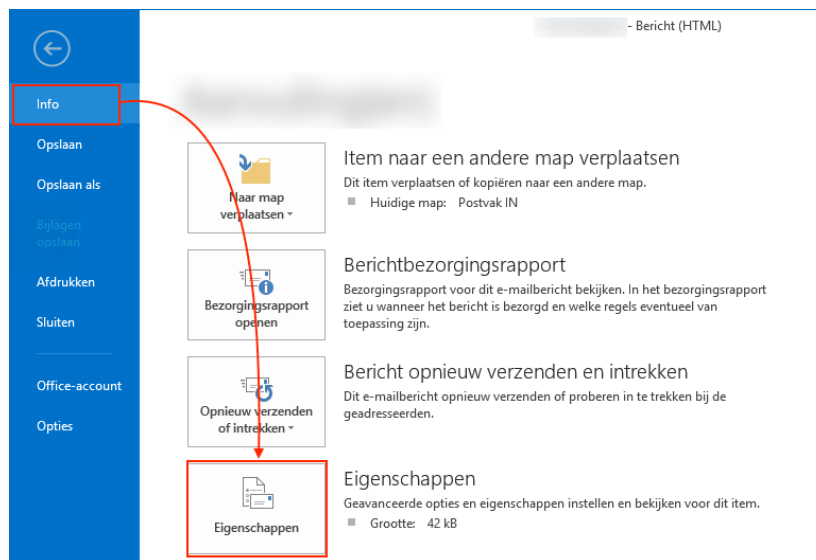 - Bericht (HTML)
Info
Opslaan
Opslaan als
Bijlagen
opslaan
Afdrukken
Sluiten
Office-account
Opties
Naar map
verplaatsen
Item naar een andere map verplaatsen
Dit item verplaatsen of kopiëren naar een andere map.
Huidige map: Postvak IN
Bezorgingsrapport
openen
Berichtbezorgingsrapport
Bezorgingsrapport voor dit e-mailbericht bekijken. In het bezorgingsrapport
ziet u wanneer het bericht is bezorgd en welke regels eventueel van
toepassing zijn.
Opnieuw verzenden
of intrekken
Bericht opnieuw verzenden en intrekken
Dit e-mailbericht opnieuw verzenden of proberen in te trekken bij de
geadresseerden.
Eigenschappen
Eigenschappen
Geavanceerde opties en eigenschappen instellen en bekijken voor dit item.
Grootte: 42 kB